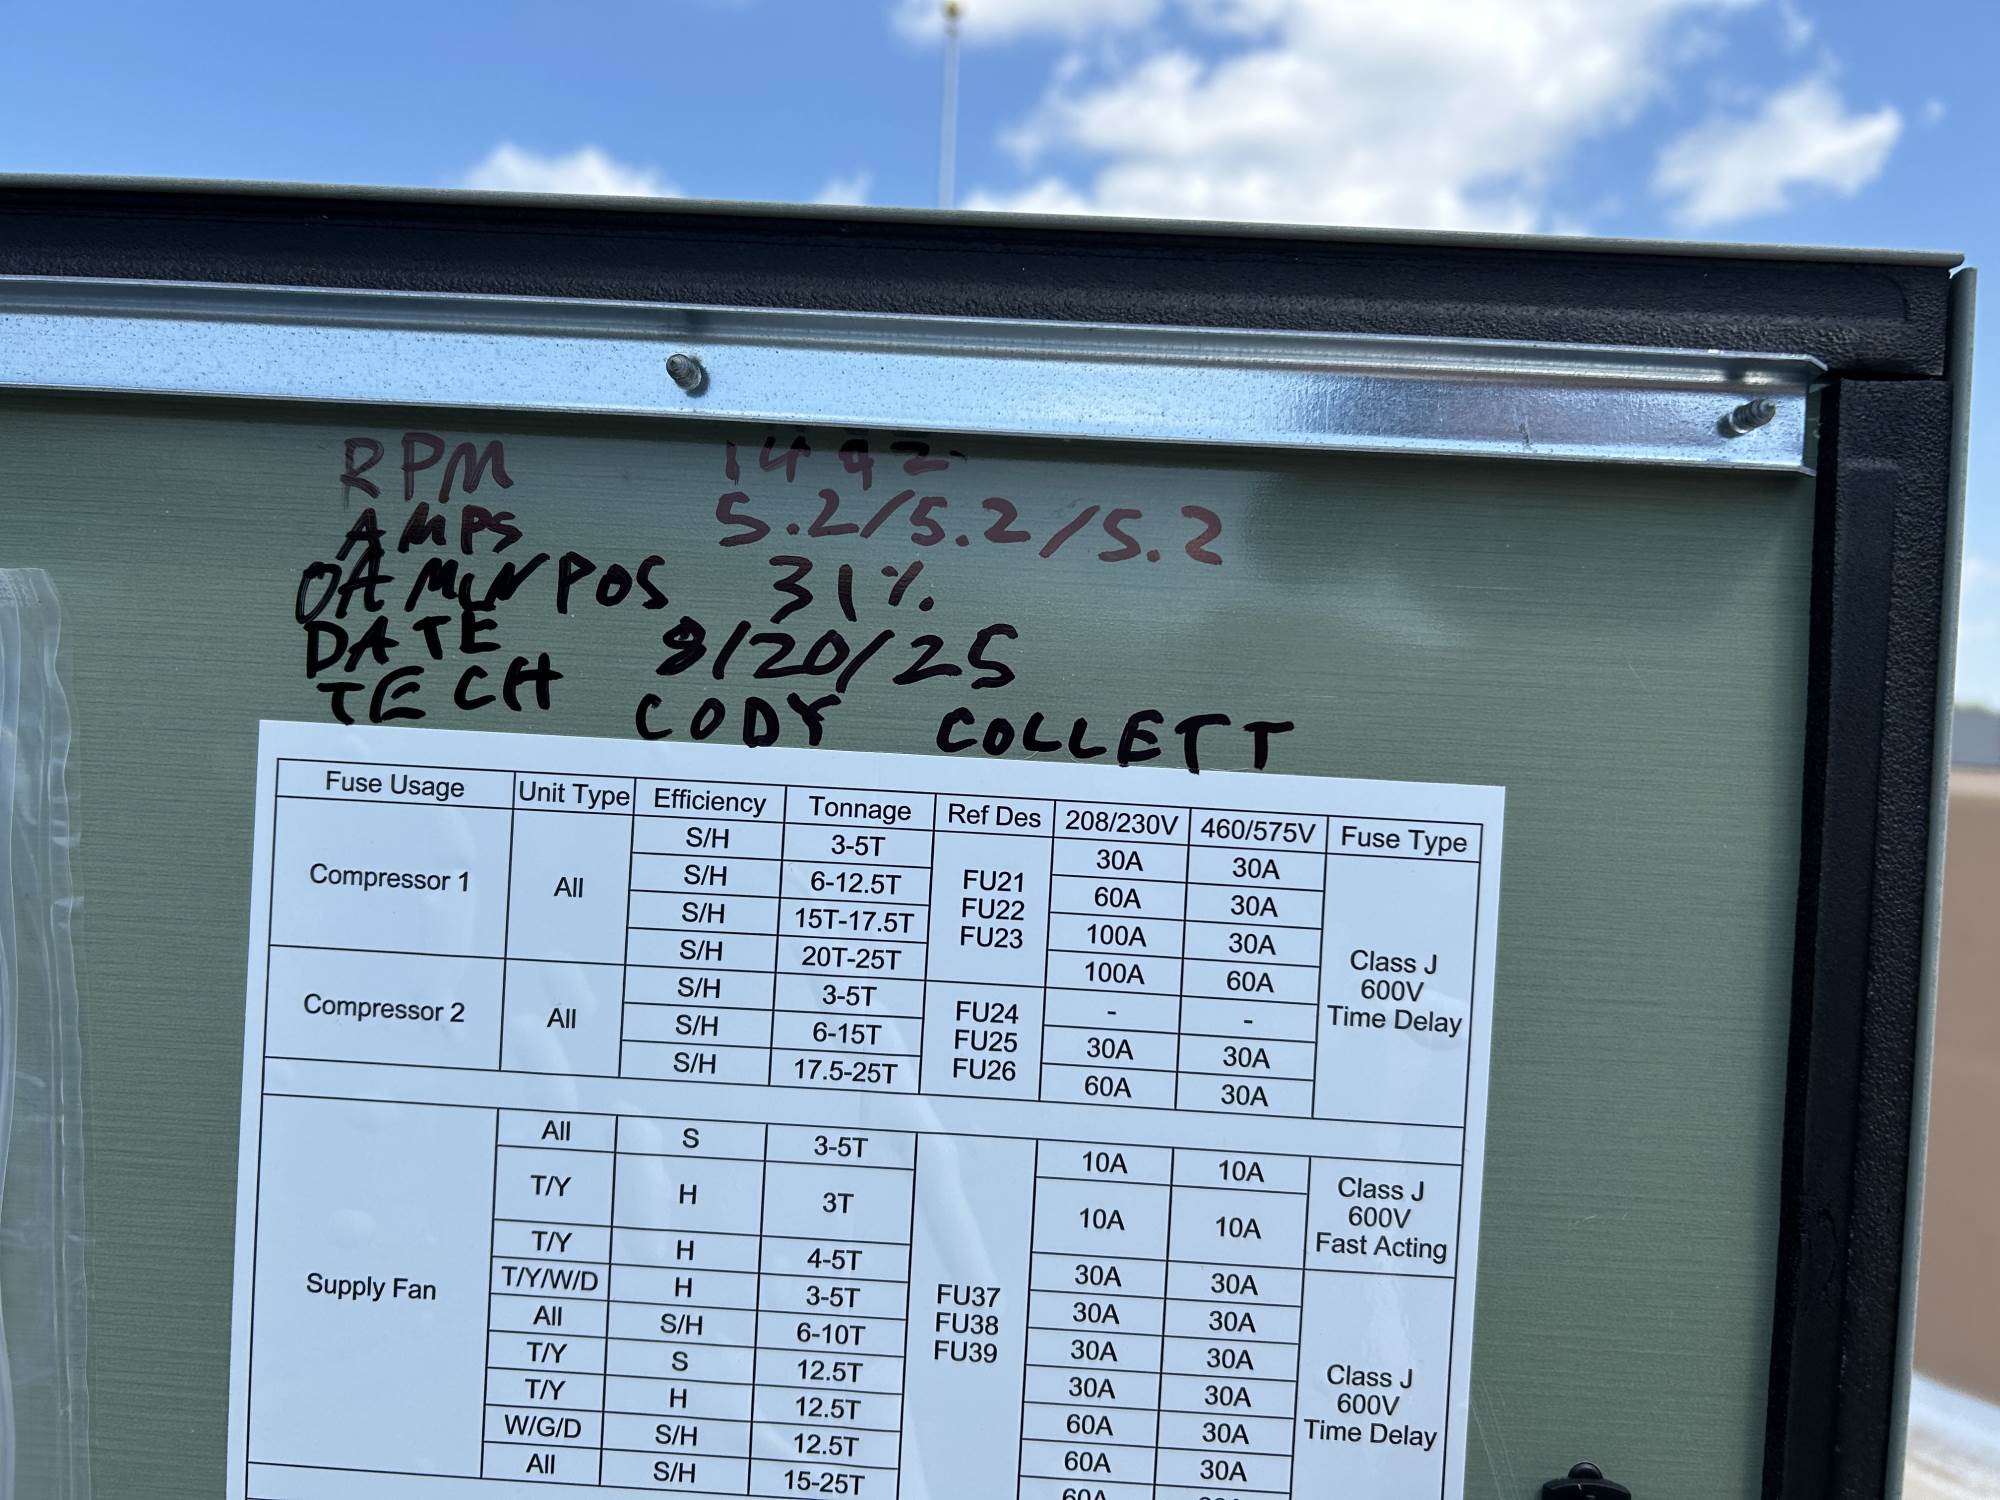 RPM 1492
AMPS 5.2/5.2/5.2
OA MIN POS 31%
DATE 8/20/25
TECH CODY COLLETT
Fuse Usage Unit Type Efficiency Tonnage Ref Des 208/230V 460/575V Fuse Type
Compressor 1 All S/H 3-5T FU21 FU22 FU23 30A 30A Class J 600V Time Delay
S/H 6-12.5T 60A 30A
S/H 15T-17.5T 100A 30A
S/H 20T-25T 100A 60A
Compressor 2 All S/H 3-5T FU24 FU25 FU26 - -
S/H 6-15T 30A 30A
S/H 17.5-25T 60A 30A
Supply Fan All S 3-5T FU37 FU38 FU39 10A 10A Class J 600V Fast Acting
T/Y H 3T 10A 10A
T/Y H 4-5T 30A 30A Class J 600V Time Delay
T/Y/W/D H 3-5T 30A 30A
All S/H 6-10T 30A 30A
T/Y S 12.5T 30A 30A
T/Y H 12.5T 60A 30A
W/G/D S/H 12.5T 60A 30A
All S/H 15-25T 60A